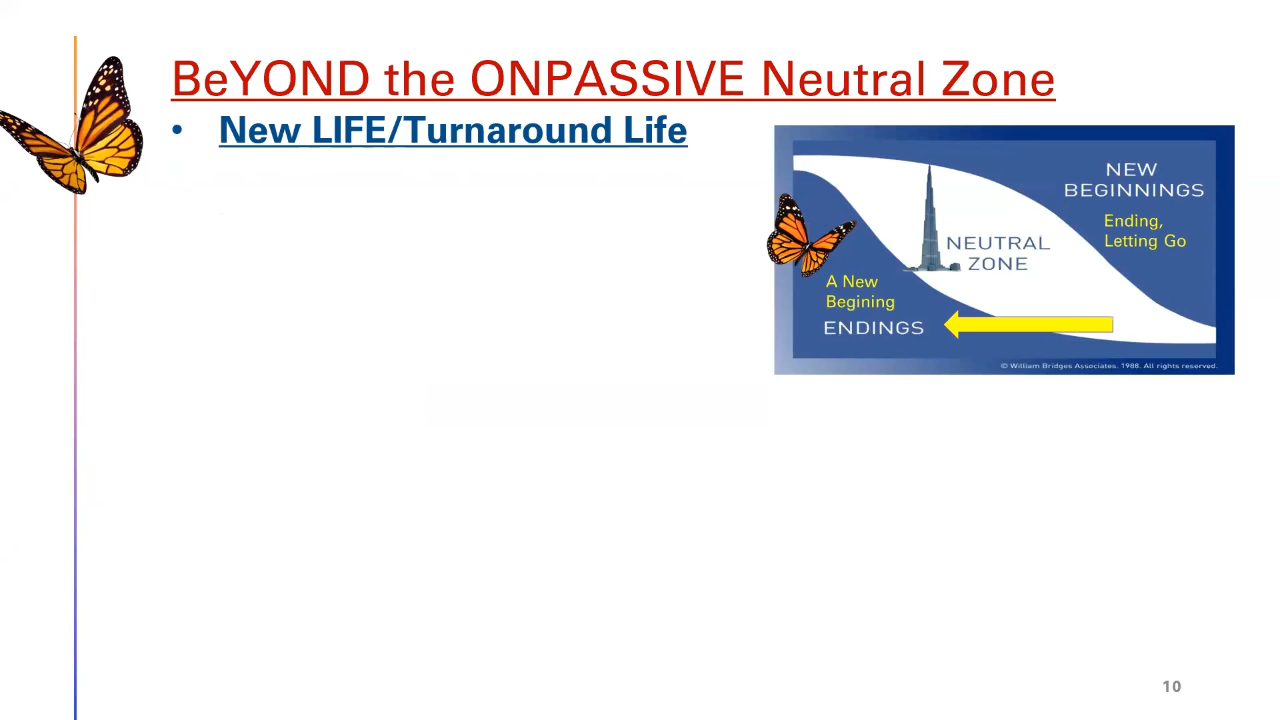 BeYOND the ONPASSIVE Neutral Zone
• New LIFE/Turnaround Life
NEW
BEGINNINGS
Ending,
Letting Go
NEUTRAL
ZONE
A New
Begining
ENDINGS
© William Bridges Associates, 1988. All rights reserved.
10